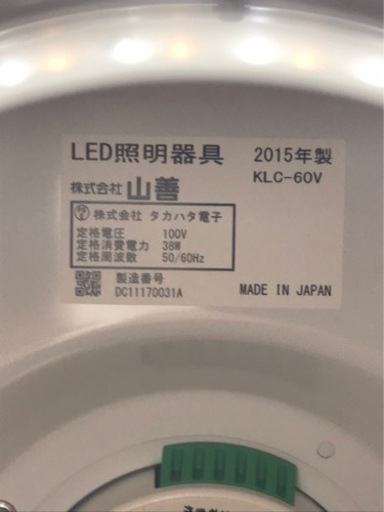 LED照明器具 2015年製
株式会社 山善 KLC-60V
株式会社 タカハタ電子
定格電圧 100V
定格消費電力 38W
定格周波数 50/60Hz
製造番号
DC11170031A MADE IN JAPAN